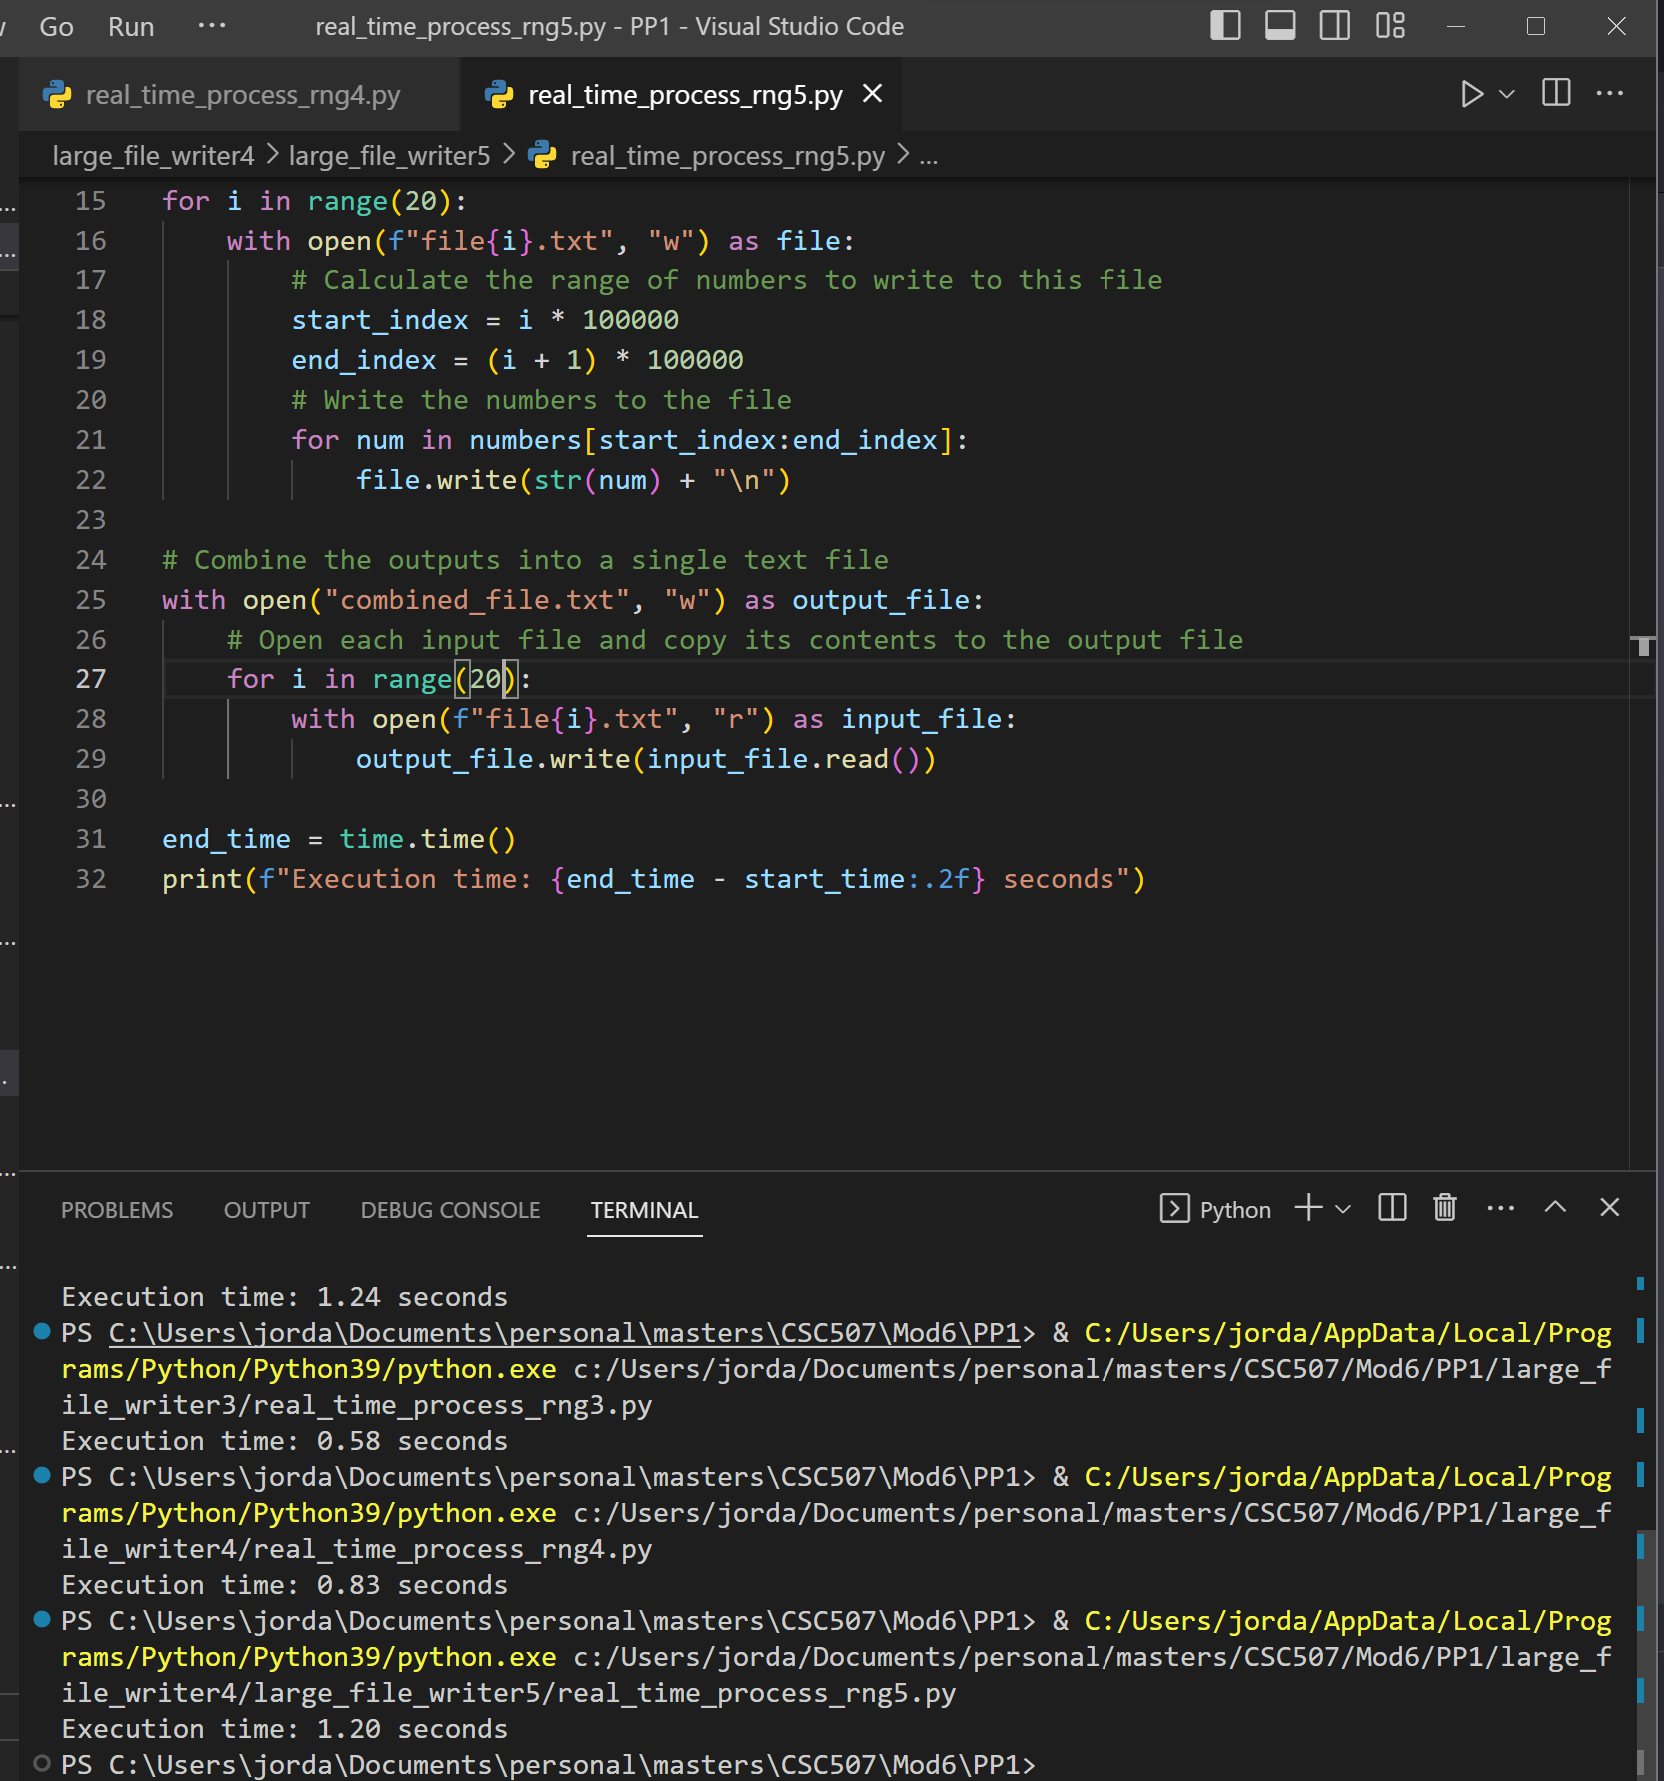 Go Run ··· real_time_process_rng5.py - PP1 - Visual Studio Code
real_time_process_rng4.py real_time_process_rng5.py
large_file_writer4 > large_file_writer5 > real_time_process_rng5.py > ...
15 for i in range(20):
16     with open(f"file{i}.txt", "w") as file:
17         # Calculate the range of numbers to write to this file
18         start_index = i * 100000
19         end_index = (i + 1) * 100000
20         # Write the numbers to the file
21         for num in numbers[start_index:end_index]:
22             file.write(str(num) + "\n")
23
24 # Combine the outputs into a single text file
25 with open("combined_file.txt", "w") as output_file:
26     # Open each input file and copy its contents to the output file
27     for i in range(20):
28         with open(f"file{i}.txt", "r") as input_file:
29             output_file.write(input_file.read())
30
31 end_time = time.time()
32 print(f"Execution time: {end_time - start_time:.2f} seconds")
PROBLEMS OUTPUT DEBUG CONSOLE TERMINAL Python
Execution time: 1.24 seconds
PS C:\Users\jorda\Documents\personal\masters\CSC507\Mod6\PP1> & C:/Users/jorda/AppData/Local/Prog
rams/Python/Python39/python.exe c:/Users/jorda/Documents/personal/masters/CSC507/Mod6/PP1/large_f
ile_writer3/real_time_process_rng3.py
Execution time: 0.58 seconds
PS C:\Users\jorda\Documents\personal\masters\CSC507\Mod6\PP1> & C:/Users/jorda/AppData/Local/Prog
rams/Python/Python39/python.exe c:/Users/jorda/Documents/personal/masters/CSC507/Mod6/PP1/large_f
ile_writer4/real_time_process_rng4.py
Execution time: 0.83 seconds
PS C:\Users\jorda\Documents\personal\masters\CSC507\Mod6\PP1> & C:/Users/jorda/AppData/Local/Prog
rams/Python/Python39/python.exe c:/Users/jorda/Documents/personal/masters/CSC507/Mod6/PP1/large_f
ile_writer4/large_file_writer5/real_time_process_rng5.py
Execution time: 1.20 seconds
PS C:\Users\jorda\Documents\personal\masters\CSC507\Mod6\PP1>